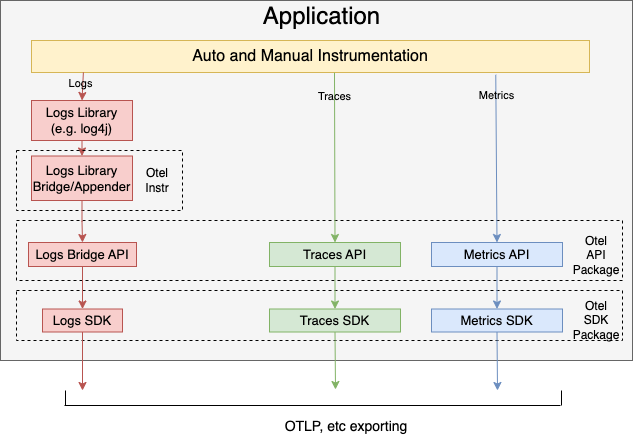 Application
Auto and Manual Instrumentation
Logs
Traces
Metrics
Logs Library
(e.g. log4j)
Logs Library
Bridge/Appender
Otel
Instr
Logs Bridge API
Traces API
Metrics API
Otel
API
Package
Logs SDK
Traces SDK
Metrics SDK
Otel
SDK
Package
OTLP, etc exporting